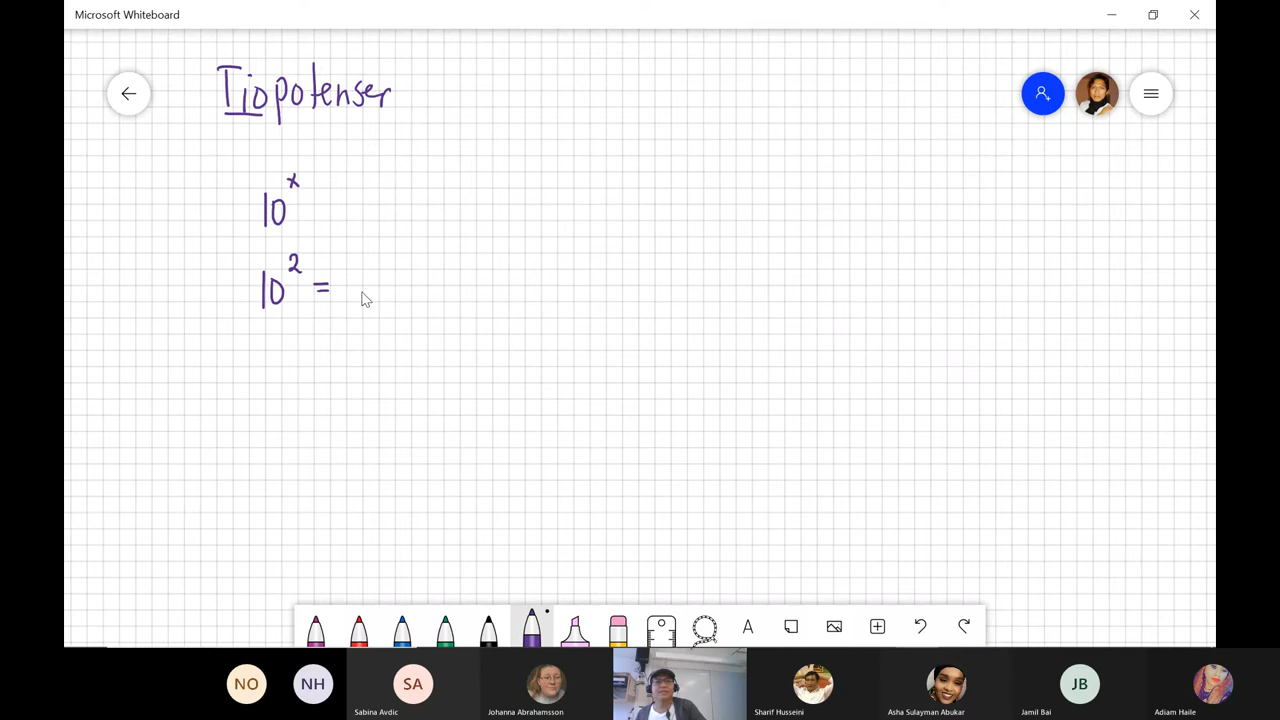 Microsoft Whiteboard
Tiopotenser
10^x
10^2 =
A
NO
NH
SA
JB
Sabina Avdic
Johanna Abrahamsson
Sharif Husseini
Asha Sulayman Abukar
Jamil Bai
Adiam Haile